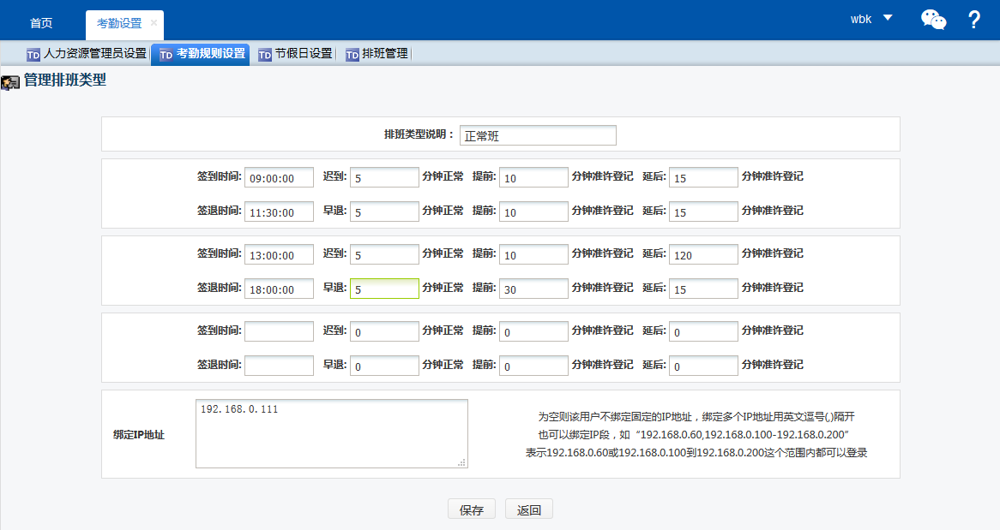 首页 考勤设置 × wbk ?
TD 人力资源管理员设置 TD 考勤规则设置 TD 节假日设置 TD 排班管理
管理排班类型
排班类型说明： 正常班
签到时间: 09:00:00 迟到: 5 分钟正常 提前: 10 分钟准许登记 延后: 15 分钟准许登记
签退时间: 11:30:00 早退: 5 分钟正常 提前: 10 分钟准许登记 延后: 15 分钟准许登记
签到时间: 13:00:00 迟到: 5 分钟正常 提前: 10 分钟准许登记 延后: 120 分钟准许登记
签退时间: 18:00:00 早退: 5 分钟正常 提前: 30 分钟准许登记 延后: 15 分钟准许登记
签到时间: 迟到: 0 分钟正常 提前: 0 分钟准许登记 延后: 0 分钟准许登记
签退时间: 早退: 0 分钟正常 提前: 0 分钟准许登记 延后: 0 分钟准许登记
绑定IP地址
192.168.0.111
为空则该用户不绑定固定的IP地址，绑定多个IP地址用英文逗号(,)隔开
也可以绑定IP段，如“192.168.0.60,192.168.0.100-192.168.0.200”
表示192.168.0.60或192.168.0.100到192.168.0.200这个范围内都可以登录
保存 返回